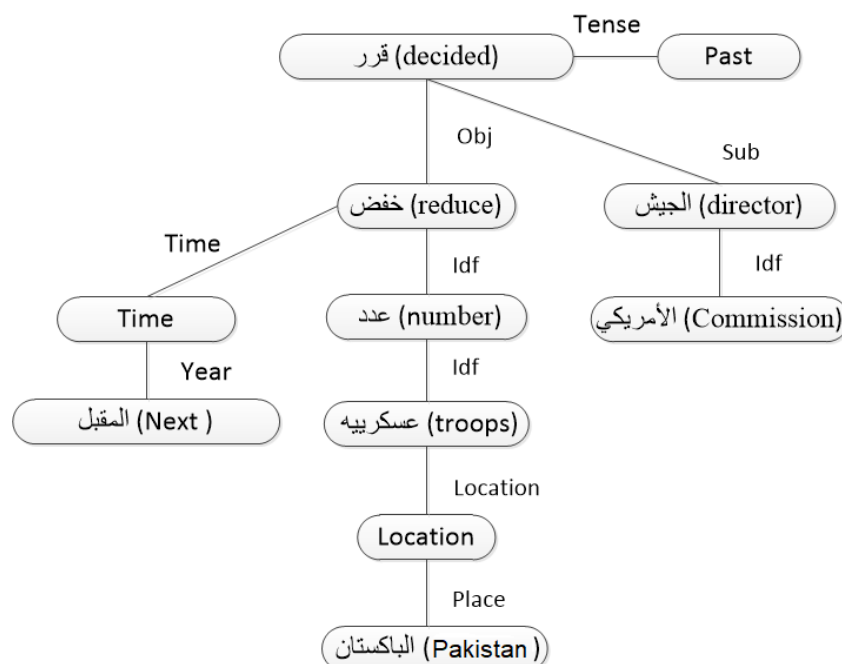 Tense
قرر (decided)
Past
Obj
Sub
خفض (reduce)
الجيش (director)
Time
Idf
Idf
Time
عدد (number)
الأمريكي (Commission)
Year
Idf
المقبل (Next )
عسكرييه (troops)
Location
Location
Place
الباكستان (Pakistan )